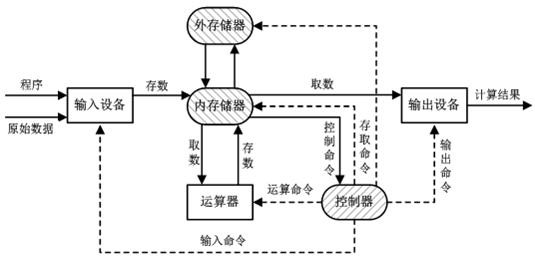 外存储器
程序
存数
取数
计算结果
输入设备
内存储器
输出设备
原始数据
取数
存数
控制命令
存取命令
输出命令
运算命令
运算器
控制器
输入命令